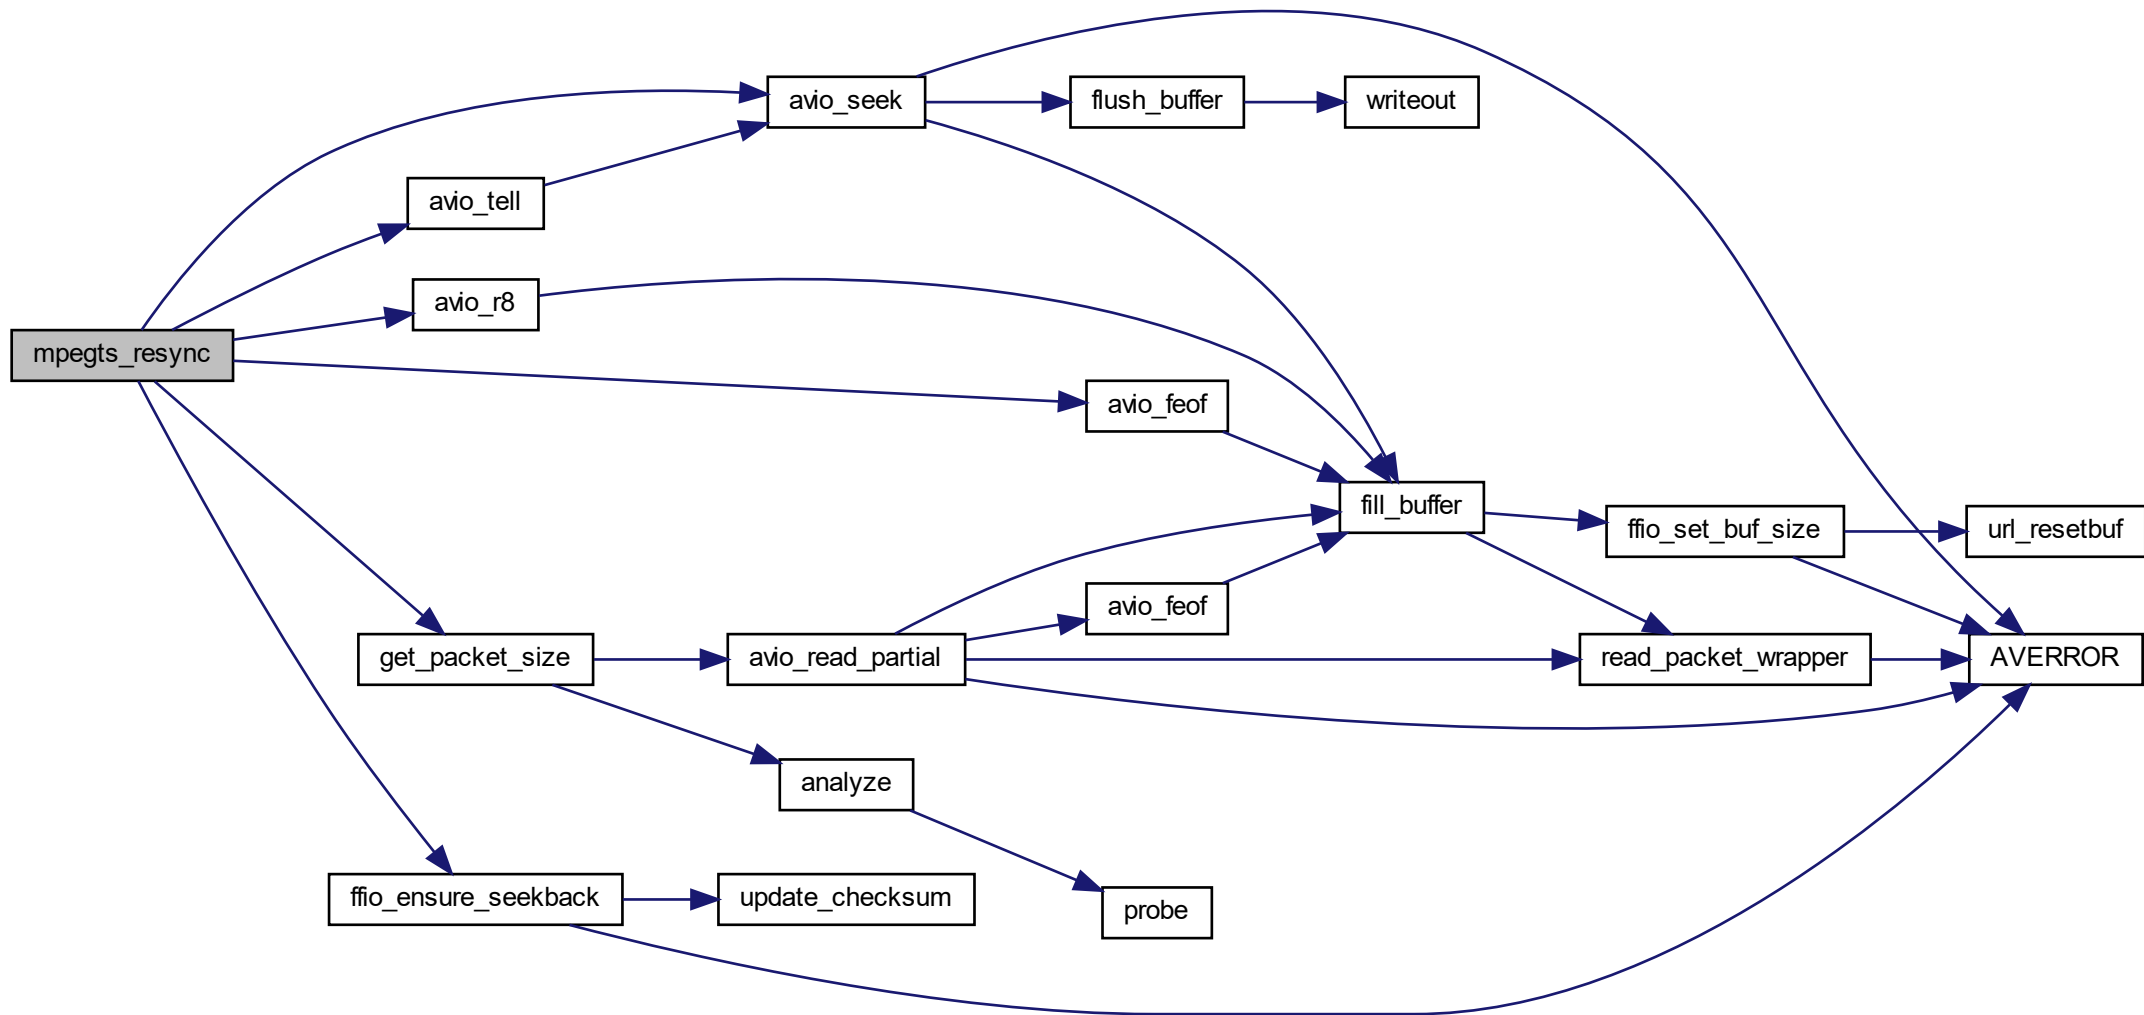 avio_seek
flush_buffer
writeout
avio_tell
avio_r8
mpegts_resync
avio_feof
fill_buffer
ffio_set_buf_size
url_resetbuf
avio_feof
get_packet_size
avio_read_partial
read_packet_wrapper
AVERROR
analyze
ffio_ensure_seekback
update_checksum
probe